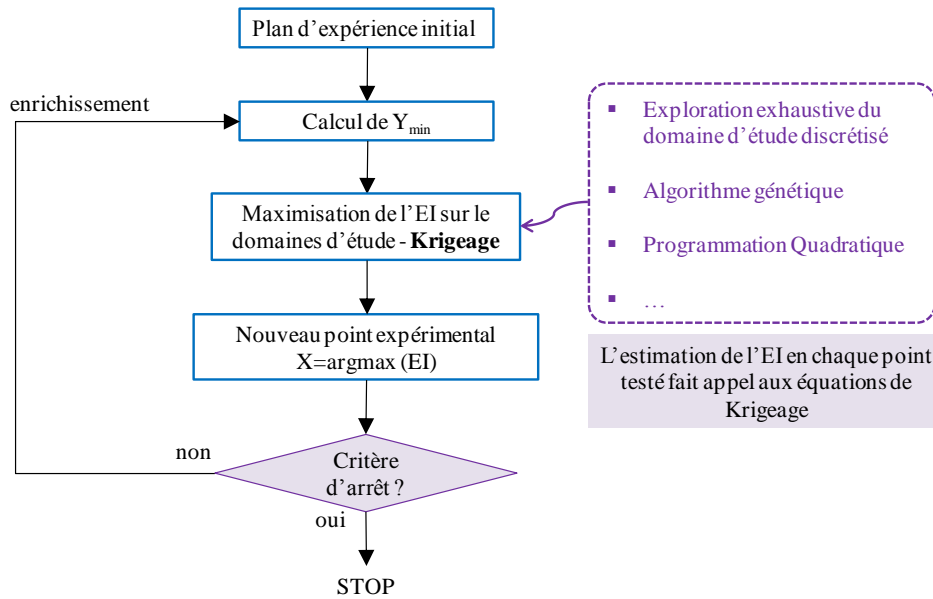 Plan d'expérience initial
enrichissement
Calcul de Ymin
Maximisation de l'EI sur le
domaines d'étude - Krigeage
Nouveau point expérimental
X=argmax (EI)
non
Critère
d'arrêt ?
oui
STOP
▪ Exploration exhaustive du
domaine d'étude discrétisé
▪ Algorithme génétique
▪ Programmation Quadratique
▪ …
L'estimation de l'EI en chaque point
testé fait appel aux équations de
Krigeage